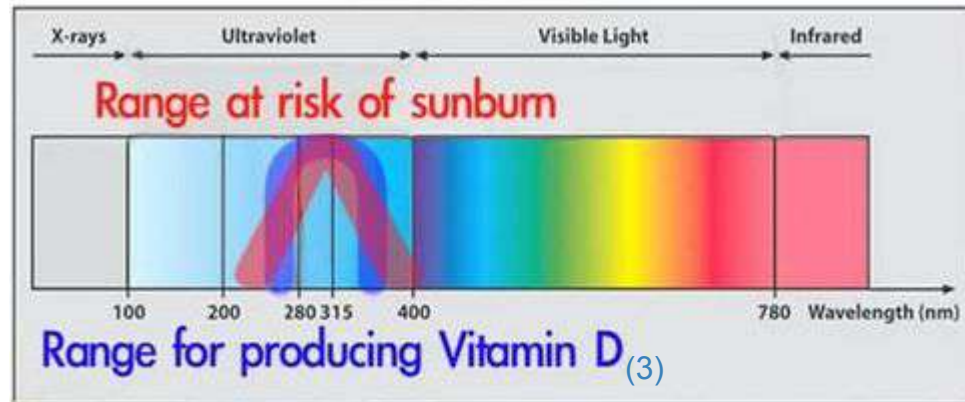 X-rays Ultraviolet Visible Light Infrared
Range at risk of sunburn
100 200 280 315 400 780 Wavelength (nm)
Range for producing Vitamin D(3)